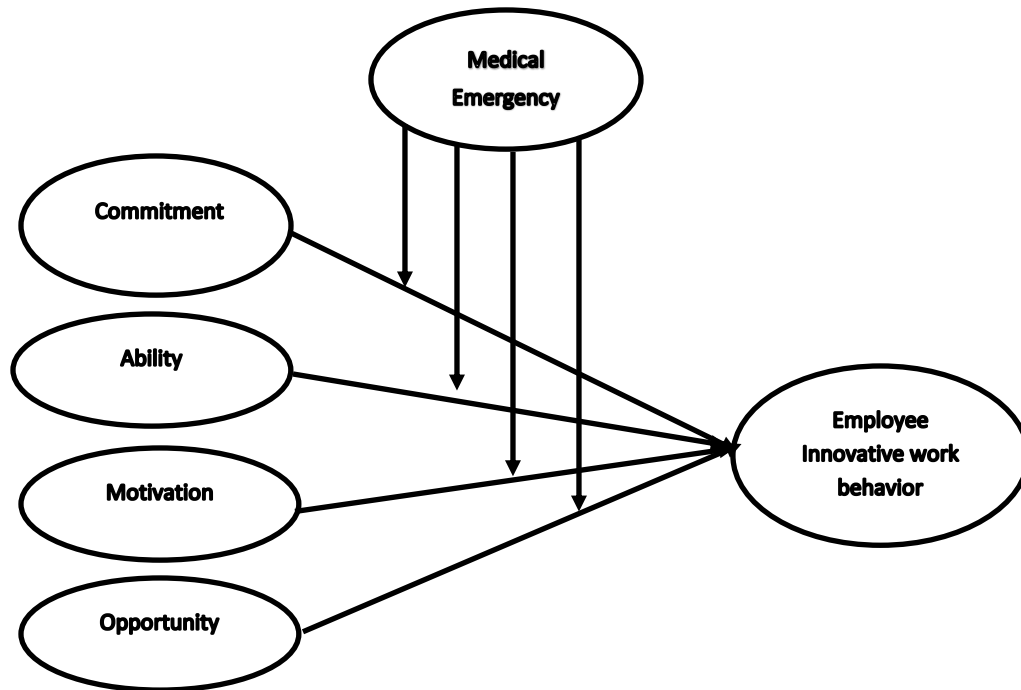 Medical
Emergency
Commitment
Ability
Motivation
Opportunity
Employee
Innovative work
behavior